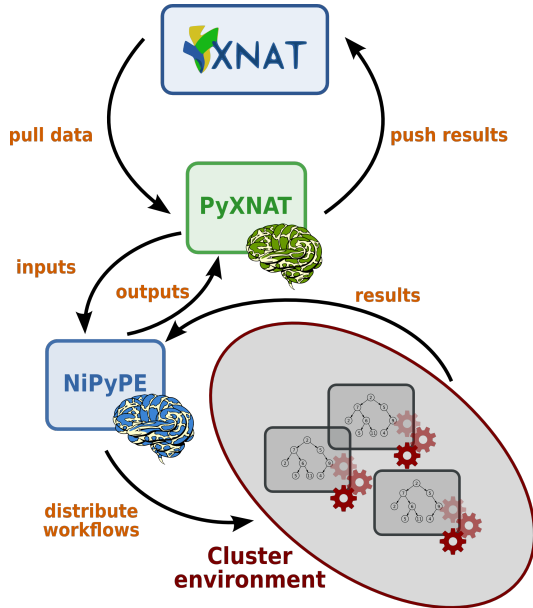 XNAT
pull data
push results
PyXNAT
inputs
outputs
results
NiPyPE
distribute
workflows
Cluster
environment